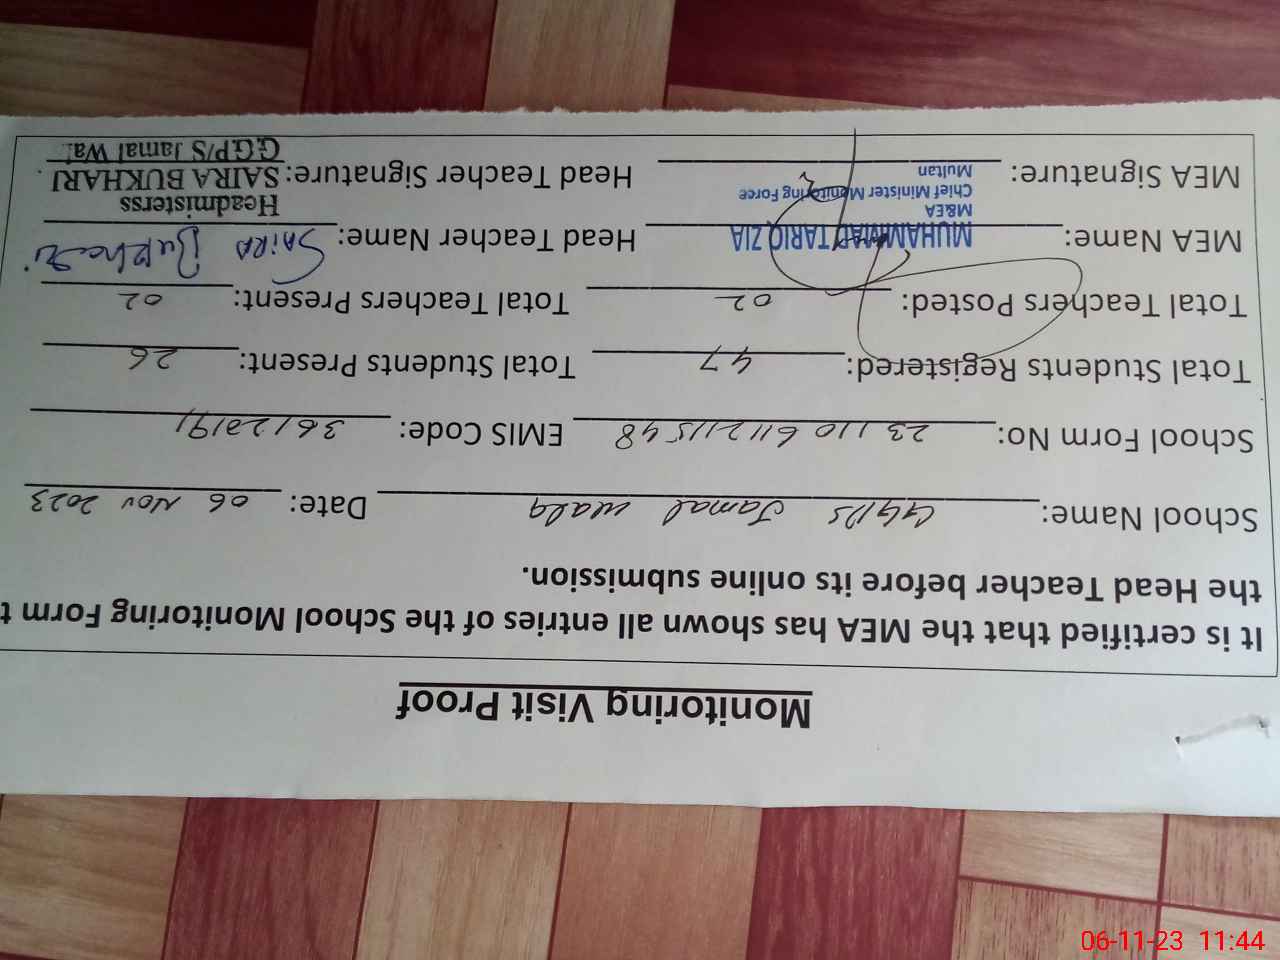 Monitoring Visit Proof
It is certified that the MEA has shown all entries of the School Monitoring Form t
the Head Teacher before its online submission.
School Name: GGPS Jamal wala Date: 06 Nov 2023
School Form No: 23110611211548 EMIS Code:
Total Students Registered: 47 Total Students Present: 26
Total Teachers Posted: 02 Total Teachers Present: 02
MEA Name: MUHAMMAD TARIQ ZIA Head Teacher Name: SAIRA Bukhari
M&EA
Chief Minister Monitoring Force
Multan
MEA Signature: Head Teacher Signature:
Headmisterss
SAIRA BUKHARI
G.G.P/S Jamal Wa
06-11-23 11:44